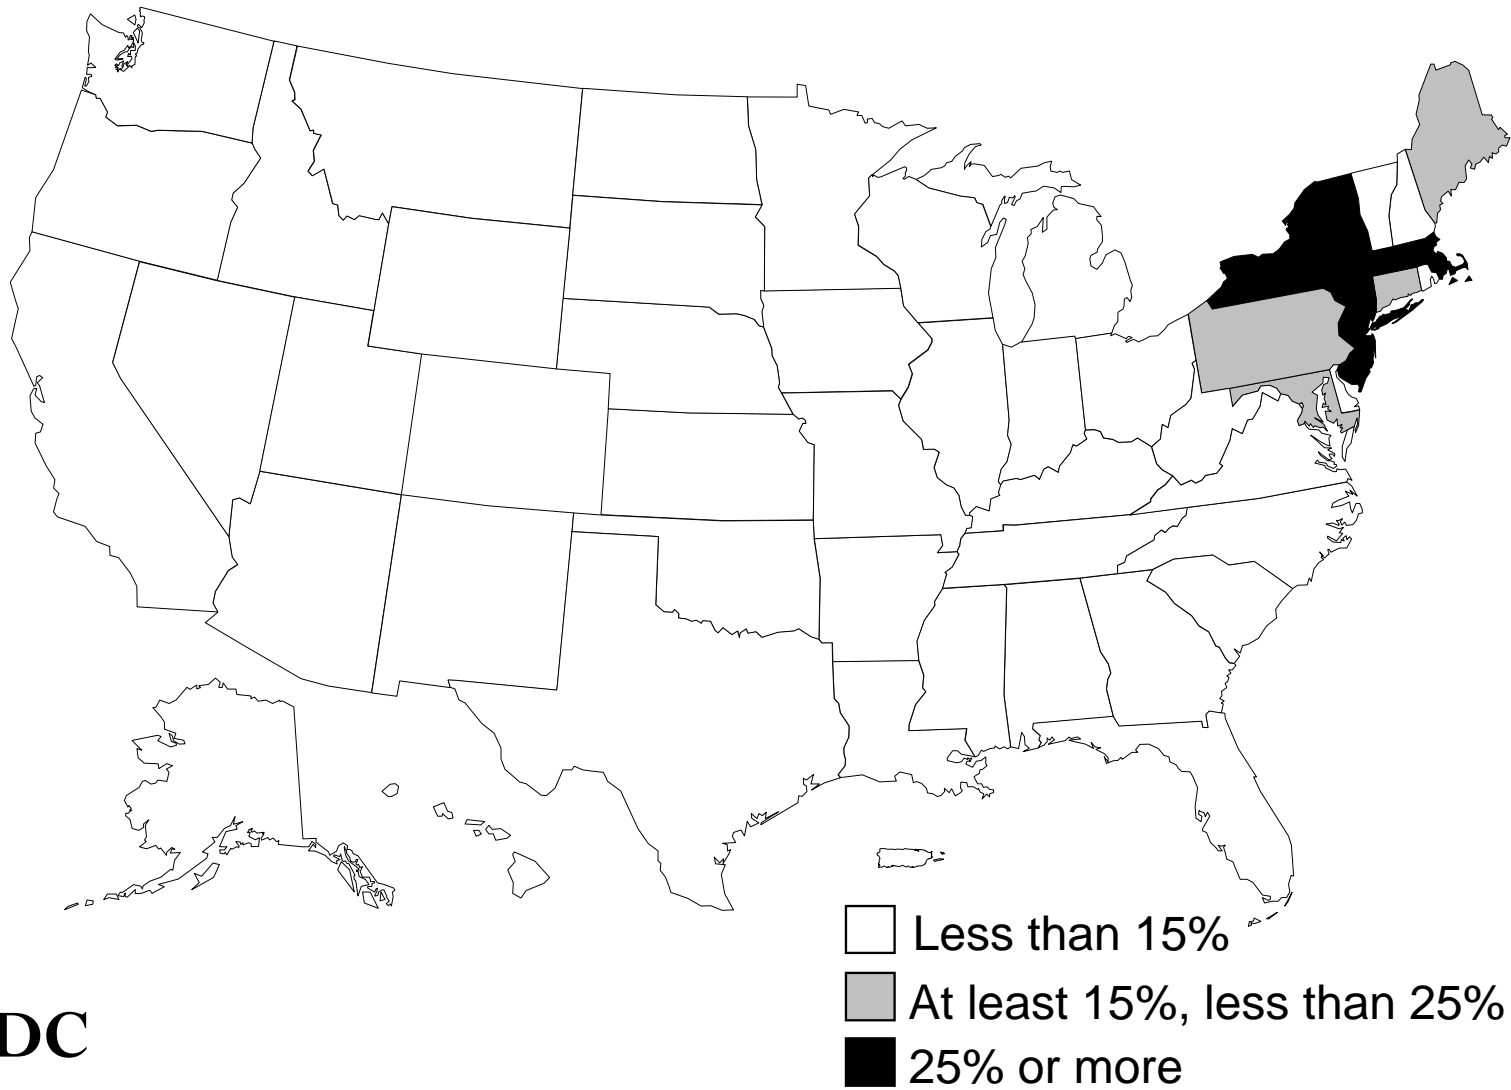 Less than 15%
At least 15%, less than 25%
DC
25% or more